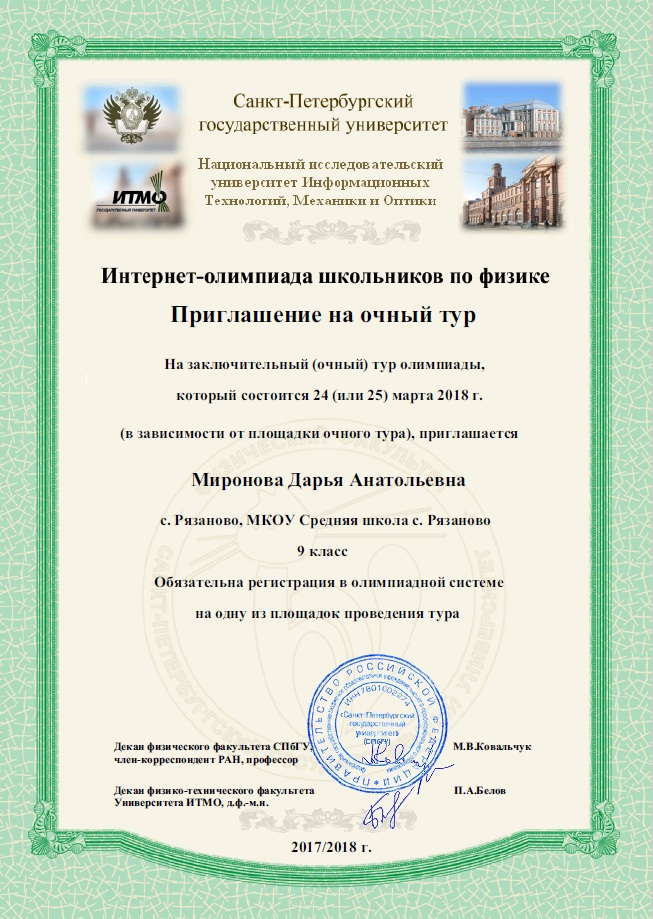 Санкт-Петербургский
государственный университет
Национальный исследовательский
университет Информационных
Технологий, Механики и Оптики
ИТМО
ГОСУДАРСТВЕННЫЙ УНИВЕРСИТЕТ
Интернет-олимпиада школьников по физике
Приглашение на очный тур
На заключительный (очный) тур олимпиады,
который состоится 24 (или 25) марта 2018 г.
(в зависимости от площадки очного тура), приглашается
Миронова Дарья Анатольевна
с. Рязаново, МКОУ Средняя школа с. Рязаново
9 класс
Обязательна регистрация в олимпиадной системе
на одну из площадок проведения тура
ПРАВИТЕЛЬСТВО РОССИЙСКОЙ ФЕДЕРАЦИИ
ИНН 7801002274
«Санкт-Петербургский
государственный
университет»
(СПбГУ)
Декан физического факультета СПбГУ,
член-корреспондент РАН, профессор
М.В.Ковальчук
Декан физико-технического факультета
Университета ИТМО, д.ф.-м.н.
П.А.Белов
2017/2018 г.